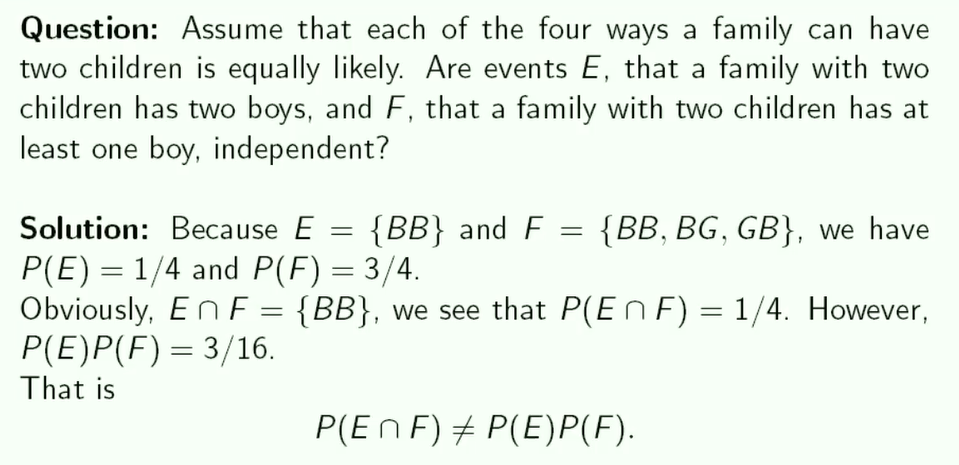 Question: Assume that each of the four ways a family can have
two children is equally likely. Are events E, that a family with two
children has two boys, and F, that a family with two children has at
least one boy, independent?
Solution: Because E = {BB} and F = {BB, BG, GB}, we have
P(E) = 1/4 and P(F) = 3/4.
Obviously, E ∩ F = {BB}, we see that P(E ∩ F) = 1/4. However,
P(E)P(F) = 3/16.
That is
P(E ∩ F) ≠ P(E)P(F).